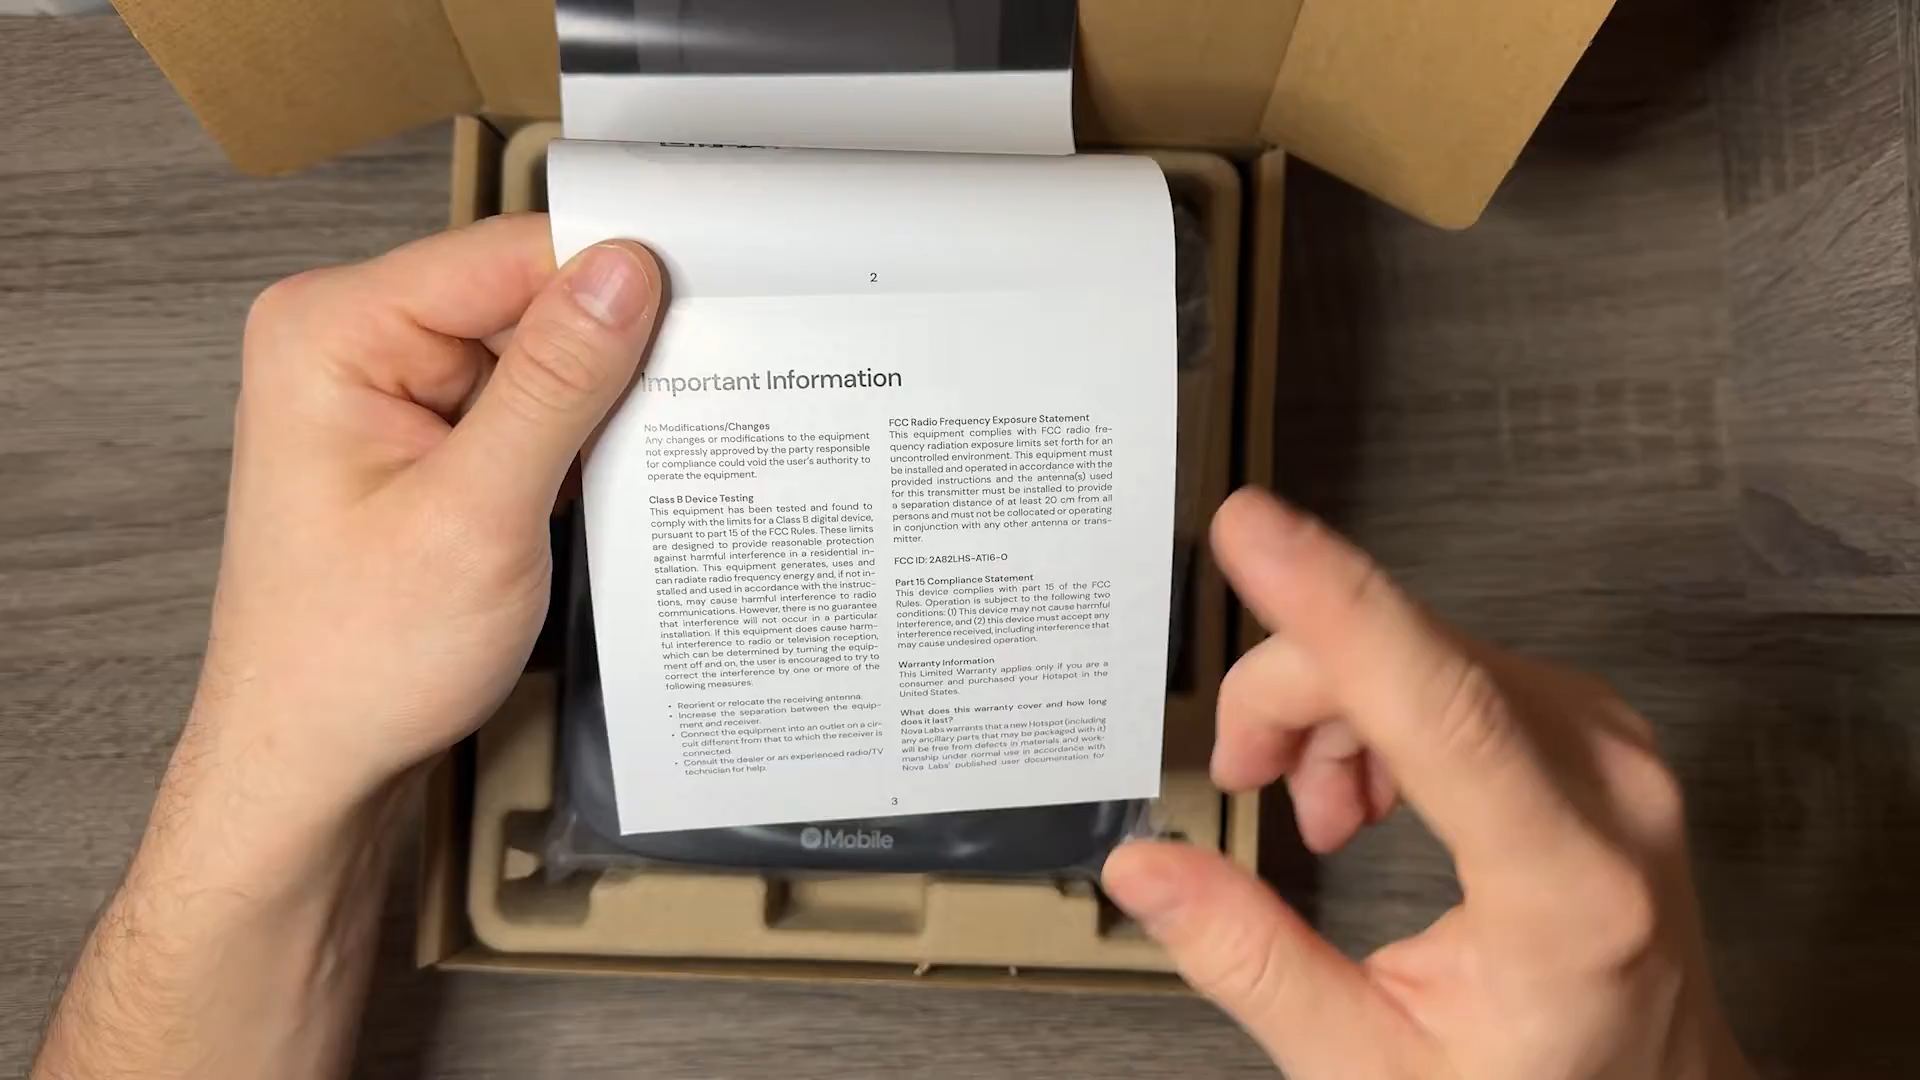 2
Important Information
No Modifications/Changes
Any changes or modifications to the equipment
not expressly approved by the party responsible
for compliance could void the user's authority to
operate the equipment.
Class B Device Testing
This equipment has been tested and found to
comply with the limits for a Class B digital device,
pursuant to part 15 of the FCC Rules. These limits
are designed to provide reasonable protection
against harmful interference in a residential in-
stallation. This equipment generates, uses and
can radiate radio frequency energy and, if not in-
stalled and used in accordance with the instruc-
tions, may cause harmful interference to radio
communications. However, there is no guarantee
that interference will not occur in a particular
installation. If this equipment does cause harm-
ful interference to radio or television reception,
which can be determined by turning the equip-
ment off and on, the user is encouraged to try to
correct the interference by one or more of the
following measures:
• Reorient or relocate the receiving antenna.
• Increase the separation between the equip-
ment and receiver.
• Connect the equipment into an outlet on a cir-
cuit different from that to which the receiver is
connected.
• Consult the dealer or an experienced radio/TV
technician for help.
FCC Radio Frequency Exposure Statement
This equipment complies with FCC radio fre-
quency radiation exposure limits set forth for an
uncontrolled environment. This equipment must
be installed and operated in accordance with the
provided instructions and the antenna(s) used
for this transmitter must be installed to provide
a separation distance of at least 20 cm from all
persons and must not be collocated or operating
in conjunction with any other antenna or trans-
mitter.
FCC ID: 2A82LHS-ATI6-O
Part 15 Compliance Statement
This device complies with part 15 of the FCC
Rules. Operation is subject to the following two
conditions: (1) This device may not cause harmful
interference, and (2) this device must accept any
interference received, including interference that
may cause undesired operation.
Warranty Information
This Limited Warranty applies only if you are a
consumer and purchased your Hotspot in the
United States.
What does this warranty cover and how long
does it last?
Nova Labs warrants that a new Hotspot (including
any ancillary parts that may be packaged with it)
will be free from defects in materials and work-
manship under normal use in accordance with
Nova Labs' published user documentation for
3
Mobile